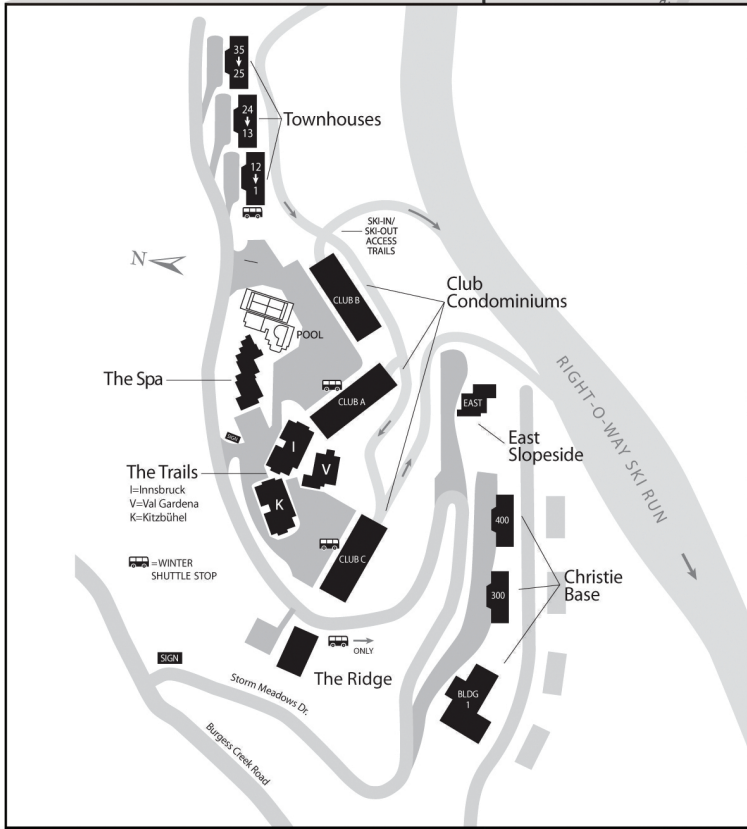 35
25
24
13
12
1
Townhouses
SKI-IN/
SKI-OUT
ACCESS
TRAILS
N
CLUB B
Club
Condominiums
POOL
The Spa
CLUB A
EAST
East
Slopeside
RIGHT-O-WAY SKI RUN
SIGN
I
V
K
The Trails
I=Innsbruck
V=Val Gardena
K=Kitzbühel
=WINTER
SHUTTLE STOP
CLUB C
400
300
Christie
Base
ONLY
The Ridge
SIGN
Storm Meadows Dr.
BLDG
1
Burgess Creek Road